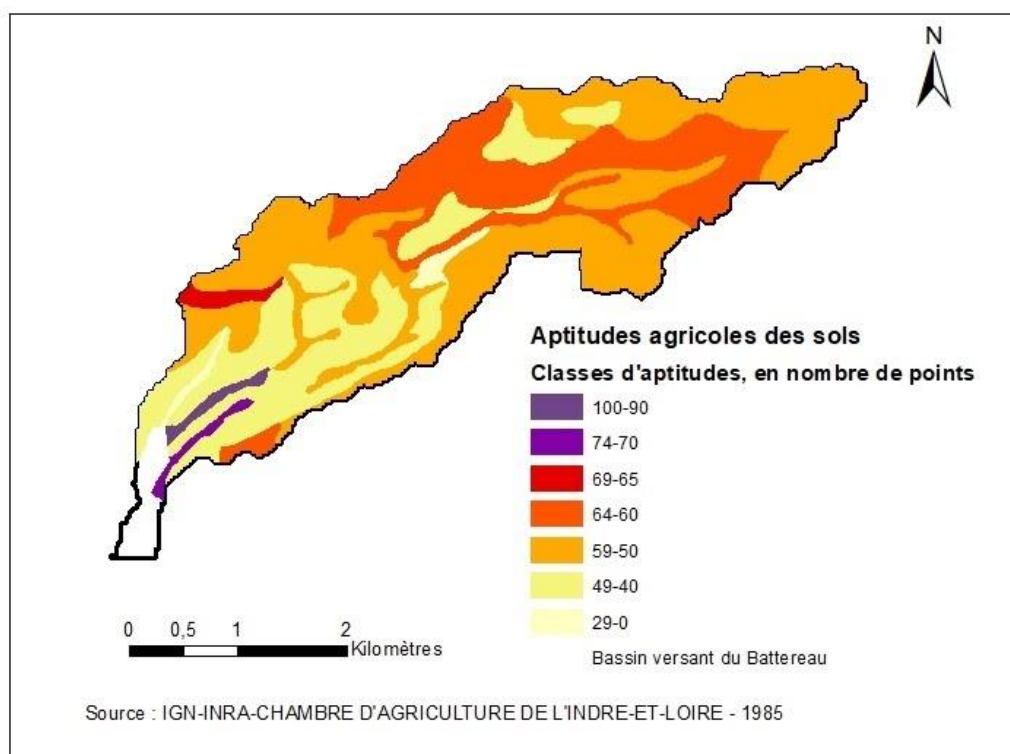 N
Aptitudes agricoles des sols
Classes d'aptitudes, en nombre de points
100-90
74-70
69-65
64-60
59-50
49-40
29-0
Bassin versant du Battereau
0 0,5 1 2
Kilomètres
Source : IGN-INRA-CHAMBRE D'AGRICULTURE DE L'INDRE-ET-LOIRE - 1985